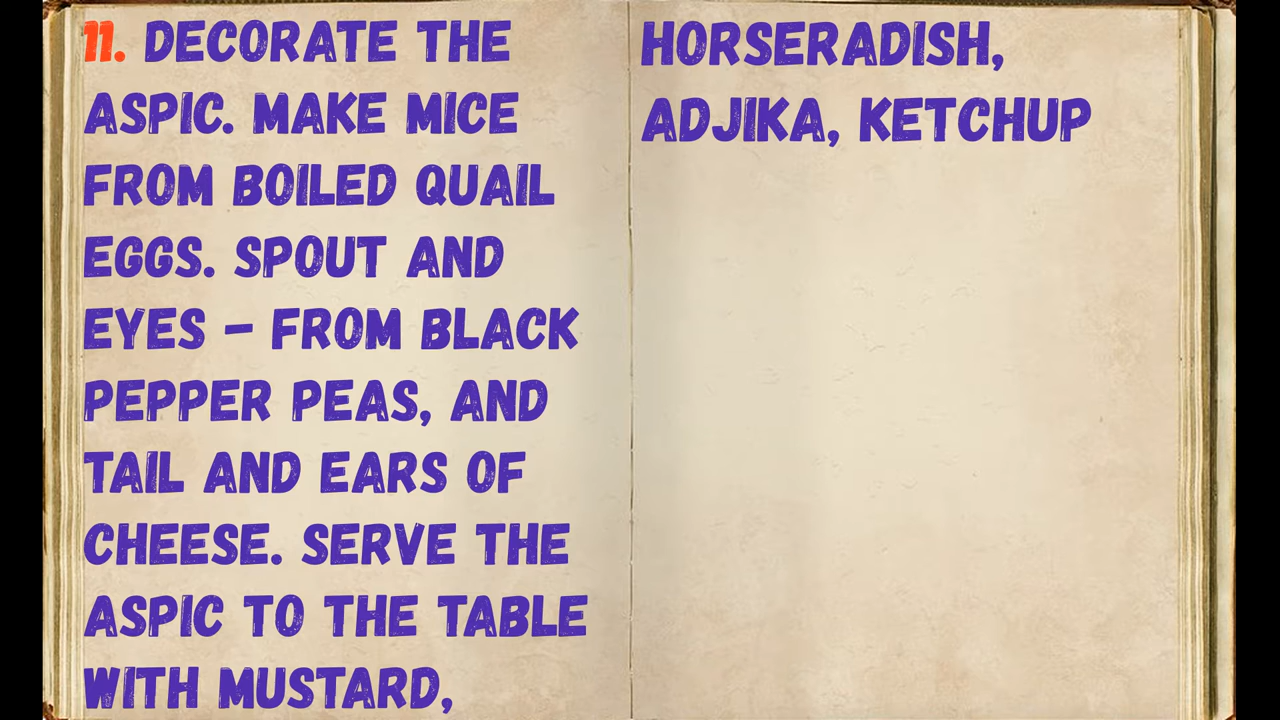 11. DECORATE THE
ASPIC. MAKE MICE
FROM BOILED QUAIL
EGGS. SPOUT AND
EYES – FROM BLACK
PEPPER PEAS, AND
TAIL AND EARS OF
CHEESE. SERVE THE
ASPIC TO THE TABLE
WITH MUSTARD,
HORSERADISH,
ADJIKA, KETCHUP